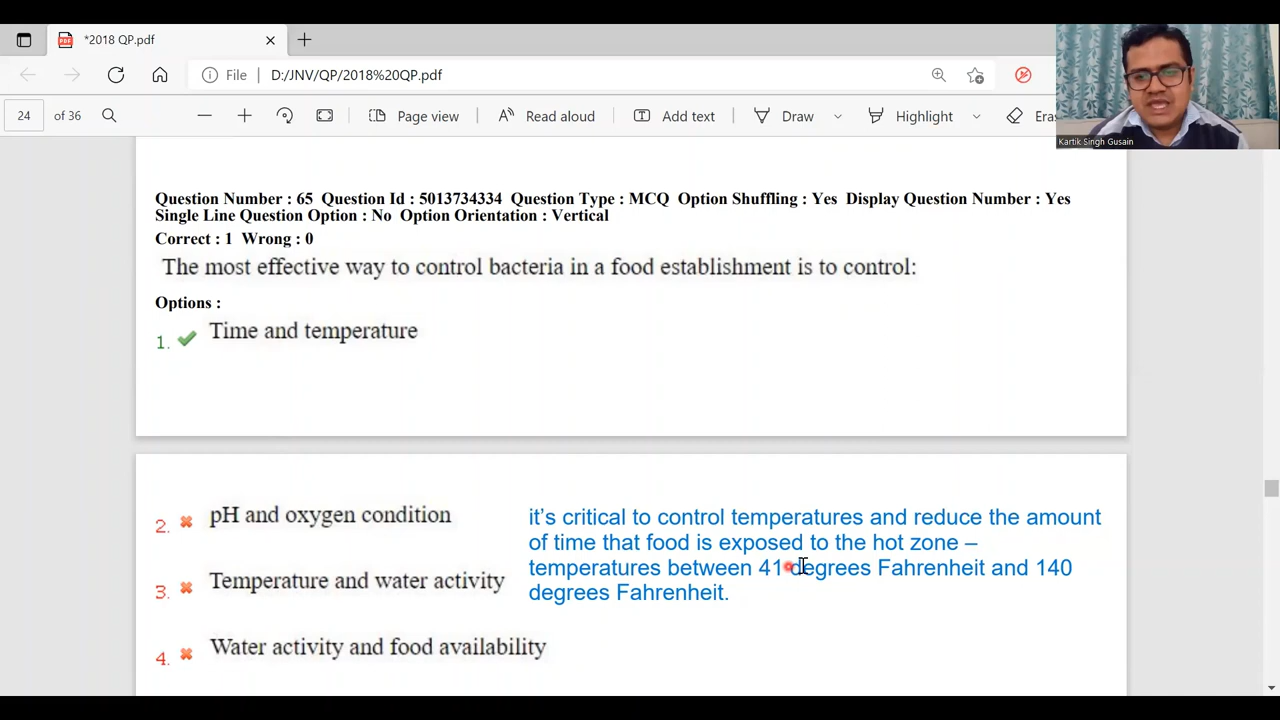 *2018 QP.pdf
File D:/JNV/QP/2018%20QP.pdf
24 of 36 Page view Read aloud Add text Draw Highlight
Question Number : 65 Question Id : 5013734334 Question Type : MCQ Option Shuffling : Yes Display Question Number : Yes
Single Line Question Option : No Option Orientation : Vertical
Correct : 1 Wrong : 0
The most effective way to control bacteria in a food establishment is to control:
Options :
1. Time and temperature
2. pH and oxygen condition
3. Temperature and water activity
4. Water activity and food availability
it's critical to control temperatures and reduce the amount
of time that food is exposed to the hot zone –
temperatures between 41 degrees Fahrenheit and 140
degrees Fahrenheit.
Kartik Singh Gusain